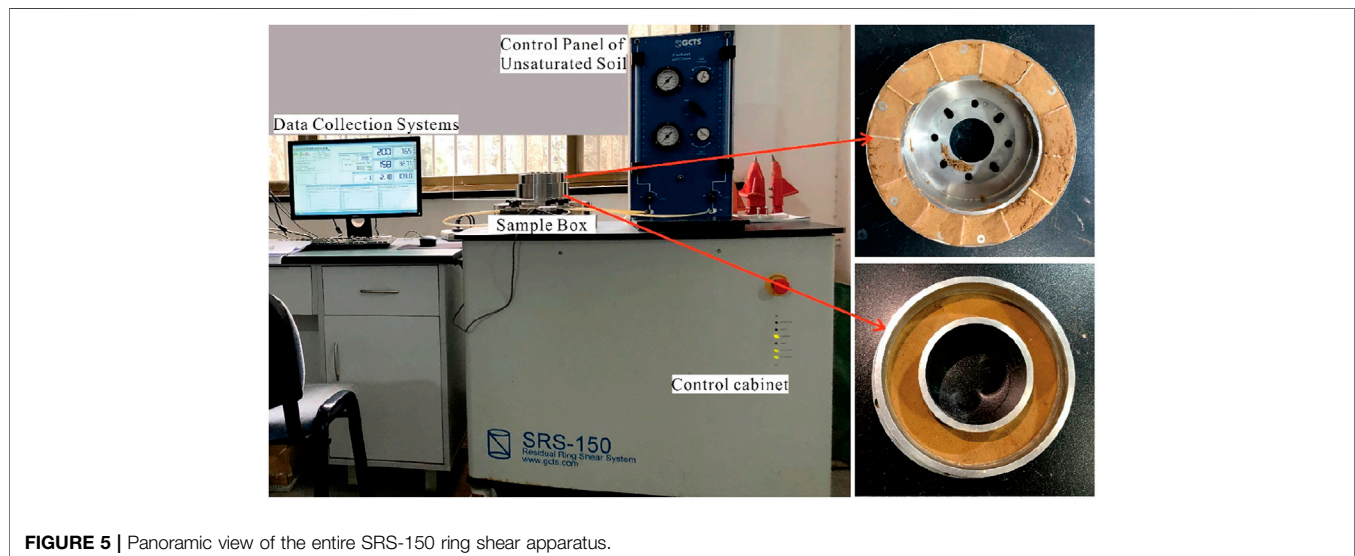 Control Panel of
Unsaturated Soil
GCTS
Data Collection Systems
Sample Box
Control cabinet
SRS-150
Residual Ring Shear System
www.gcts.com
FIGURE 5 | Panoramic view of the entire SRS-150 ring shear apparatus.